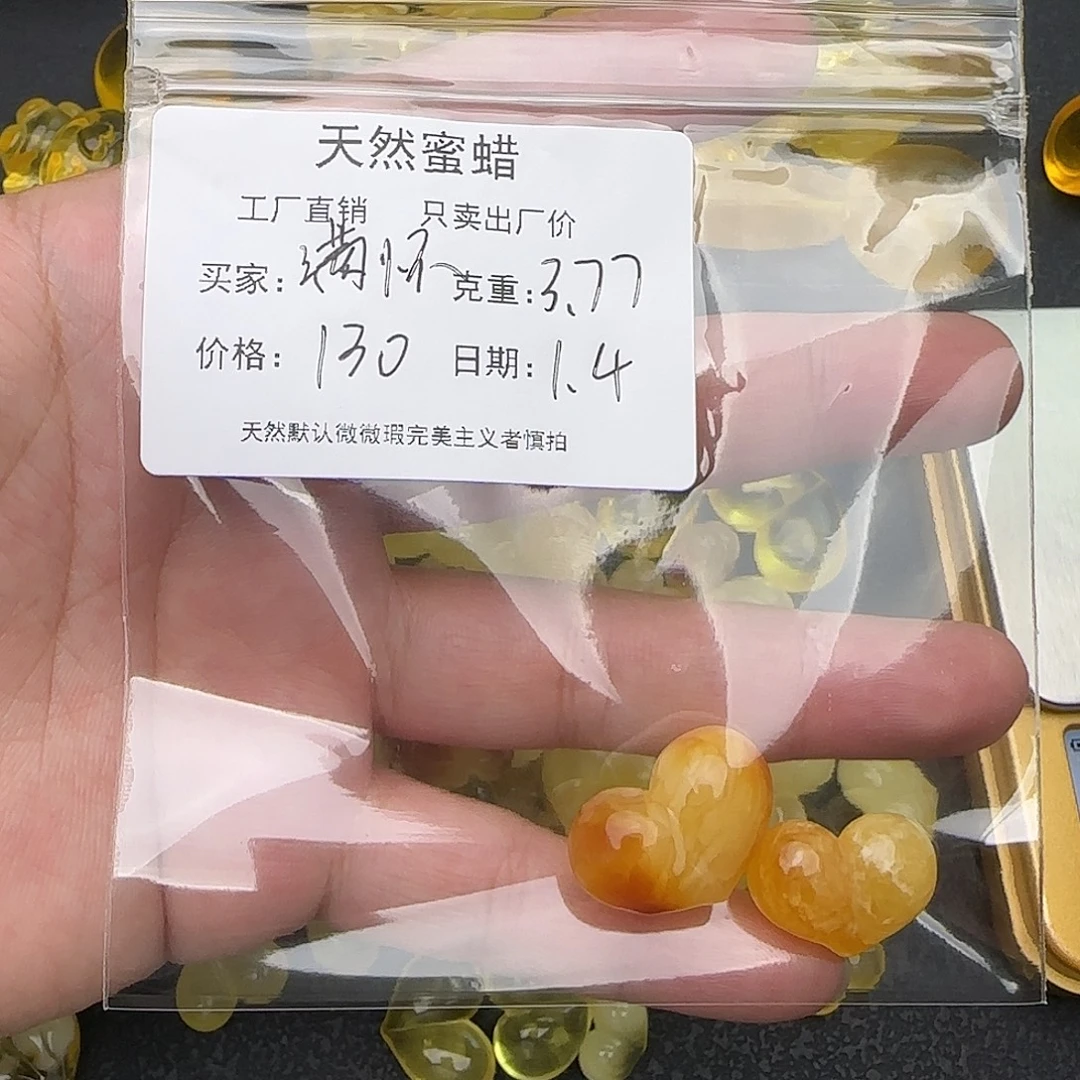 天然蜜蜡
工厂直销 只卖出厂价
买家:满怀 克重:3.77
价格: 130 日期:1.4
天然默认微微瑕完美主义者慎拍